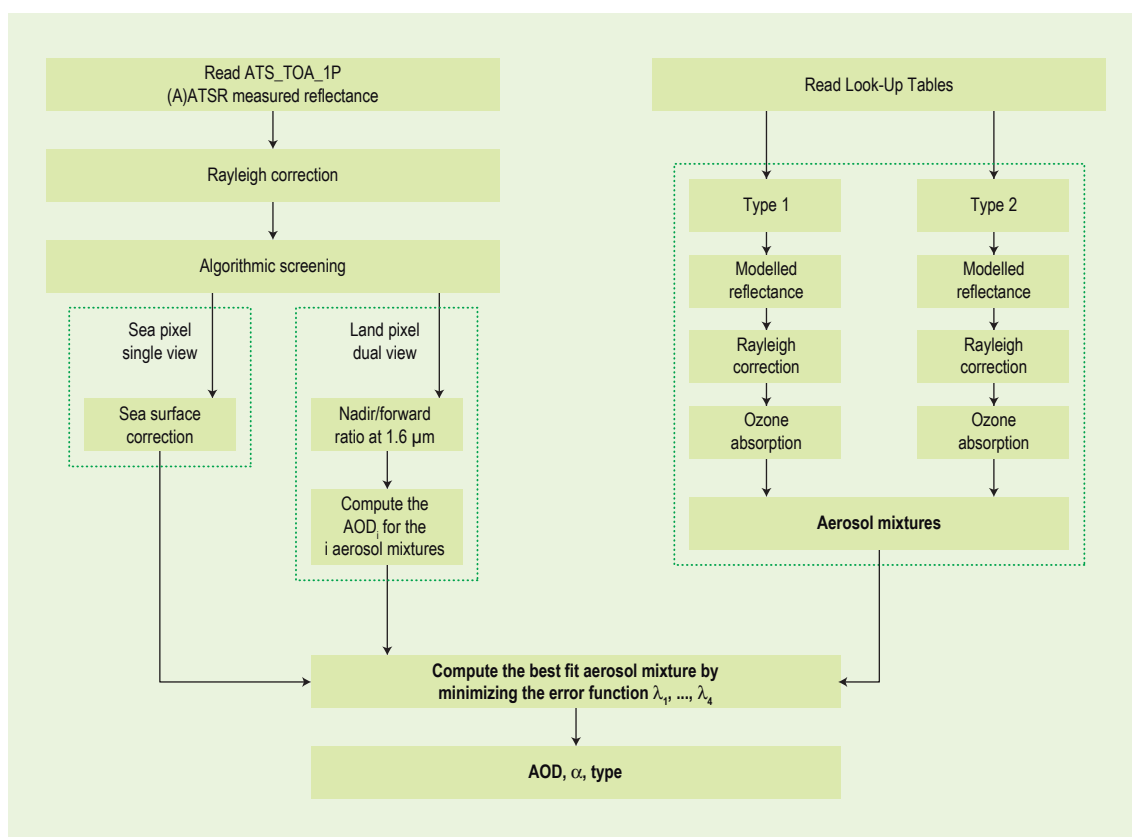 Read ATS_TOA_1P
(A)ATSR measured reflectance
Rayleigh correction
Algorithmic screening
Sea pixel
single view
Sea surface
correction
Land pixel
dual view
Nadir/forward
ratio at 1.6 µm
Compute the
AODᵢ for the
i aerosol mixtures
Read Look-Up Tables
Type 1
Modelled
reflectance
Rayleigh
correction
Ozone
absorption
Type 2
Modelled
reflectance
Rayleigh
correction
Ozone
absorption
Aerosol mixtures
Compute the best fit aerosol mixture by
minimizing the error function λ₁, ..., λ₄
AOD, α, type